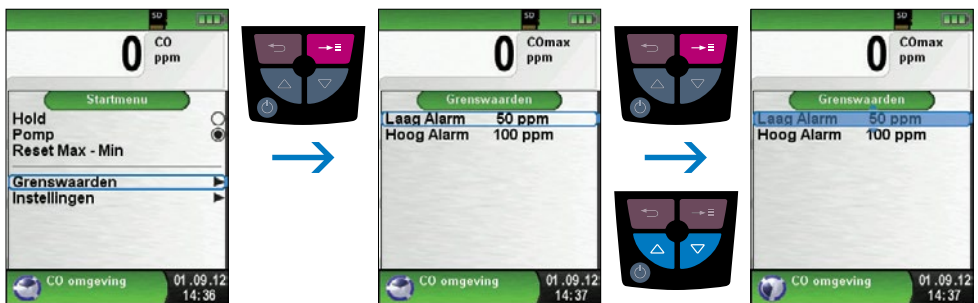 SD
0 CO
ppm
Startmenu
Hold
Pomp
Reset Max - Min
Grenswaarden
Instellingen
CO omgeving 01.09.12
14:36
SD
0 COmax
ppm
Grenswaarden
Laag Alarm 50 ppm
Hoog Alarm 100 ppm
CO omgeving 01.09.12
14:37
SD
0 COmax
ppm
Grenswaarden
Laag Alarm 50 ppm
Hoog Alarm 100 ppm
CO omgeving 01.09.12
14:37